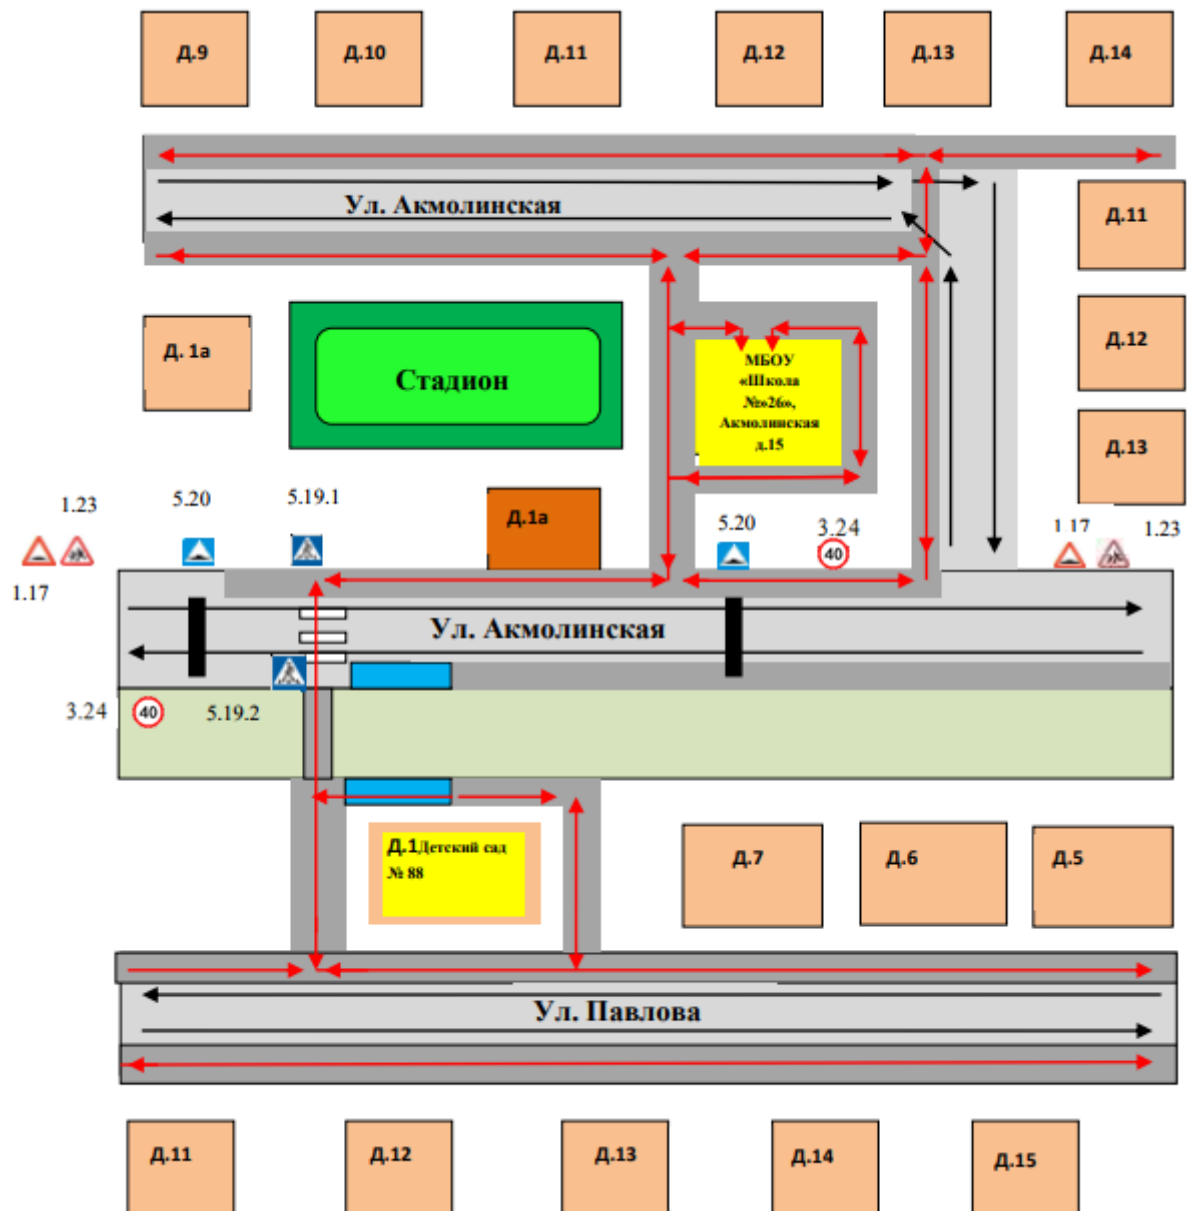 Д.9
Д.10
Д.11
Д.12
Д.13
Д.14
Ул. Акмолинская
Д.11
Д. 1а
Стадион
МБОУ
«Школа
№»26»,
Акмолинская
д.15
Д.12
Д.13
1.23
5.20
5.19.1
Д.1а
5.20
3.24
40
1.17
1.23
1.17
Ул. Акмолинская
3.24
40
5.19.2
Д.1Детский сад
№ 88
Д.7
Д.6
Д.5
Ул. Павлова
Д.11
Д.12
Д.13
Д.14
Д.15